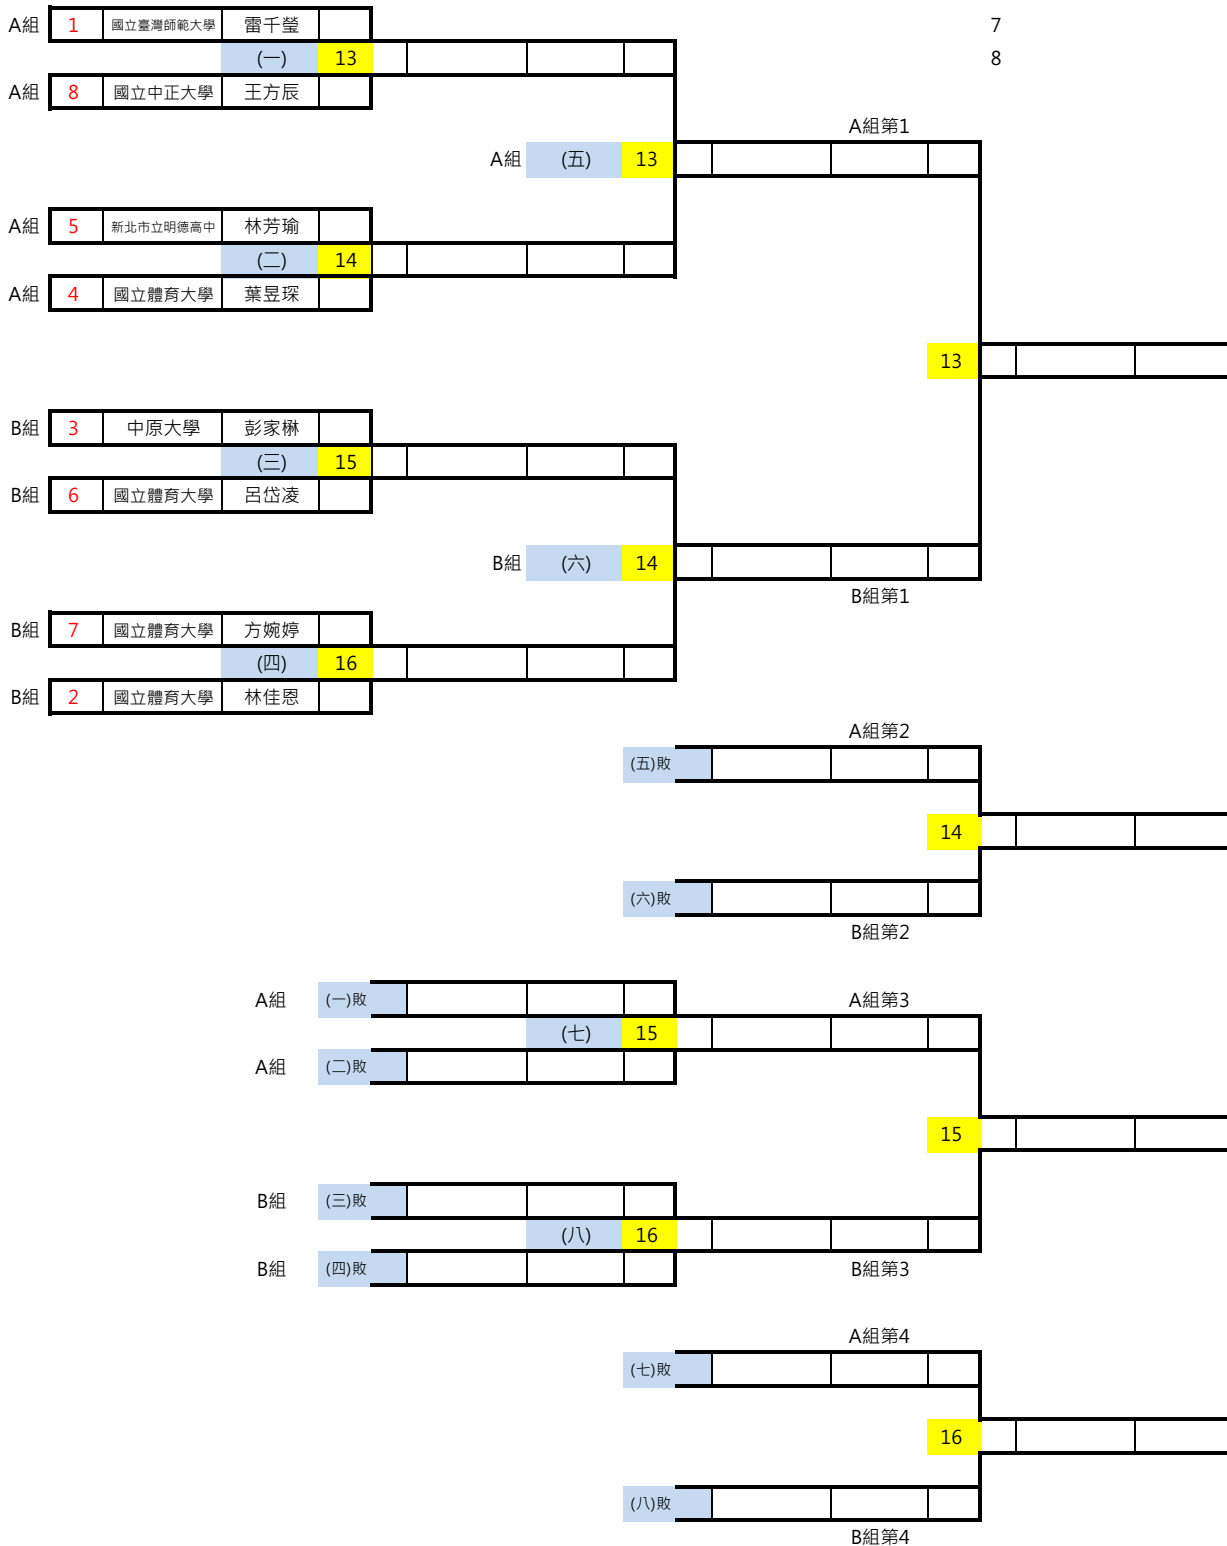 A組 1 國立臺灣師範大學 雷千瑩 7
(一) 13 8
A組 8 國立中正大學 王方辰
A組第1
A組 (五) 13
A組 5 新北市立明德高中 林芳瑜
(二) 14
A組 4 國立體育大學 葉昱琛
13
B組 3 中原大學 彭家楙
(三) 15
B組 6 國立體育大學 呂岱凌
B組 (六) 14
B組第1
B組 7 國立體育大學 方婉婷
(四) 16
B組 2 國立體育大學 林佳恩
A組第2
(五)敗
14
(六)敗
B組第2
A組 (一)敗 A組第3
(七) 15
A組 (二)敗
15
B組 (三)敗
(八) 16
B組 (四)敗 B組第3
A組第4
(七)敗
16
(八)敗
B組第4